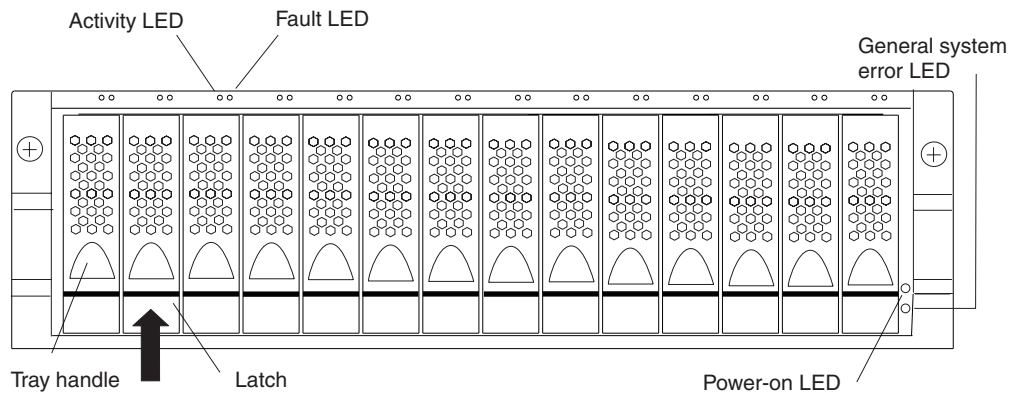 Activity LED
Fault LED
General system
error LED
Tray handle
Latch
Power-on LED